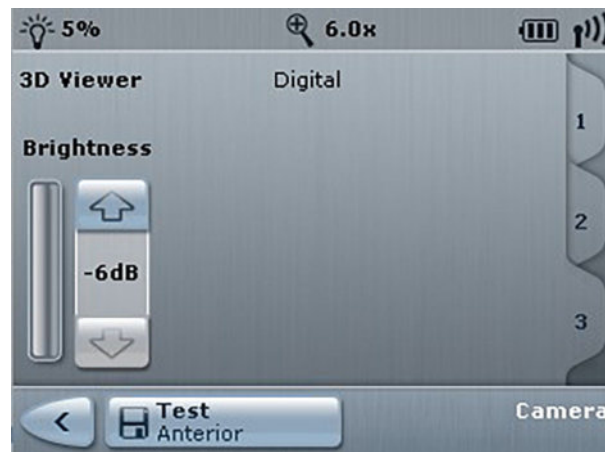 5% 6.0x
3D Viewer Digital
1
Brightness
2
-6dB
3
Test
Anterior
Camera